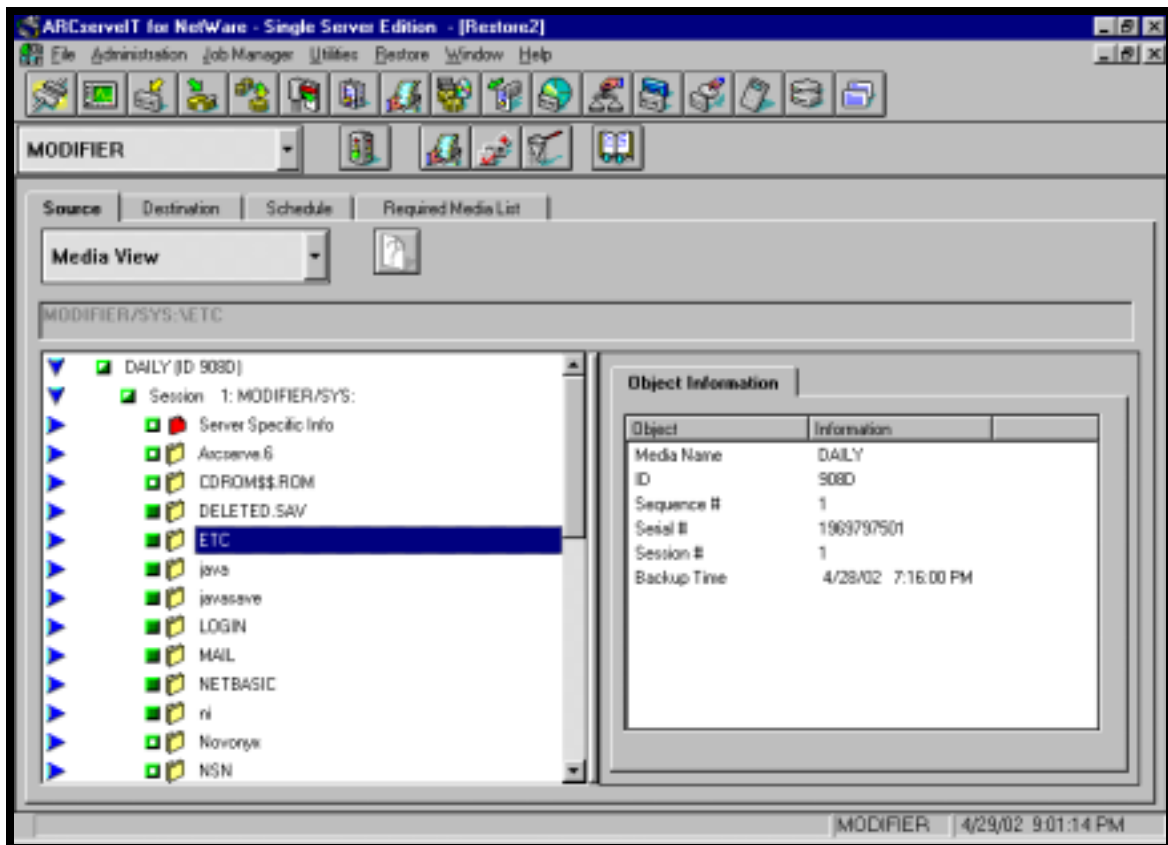 ARCserveIT for NetWare - Single Server Edition - [Restore2]
File Administration Job Manager Utilities Restore Window Help
MODIFIER
Source Destination Schedule Required Media List
Media View
MODIFIER/SYS:\ETC
DAILY (ID 908D)
Session 1: MODIFIER/SYS:
Server Specific Info
Arcserve.6
CDROM$$.ROM
DELETED.SAV
ETC
java
javasave
LOGIN
MAIL
NETBASIC
ni
Novonyx
NSN
Object Information
Object Information
Media Name DAILY
ID 908D
Sequence # 1
Serial # 1969797501
Session # 1
Backup Time 4/28/02 7:16:00 PM
MODIFIER 4/29/02 9:01:14 PM